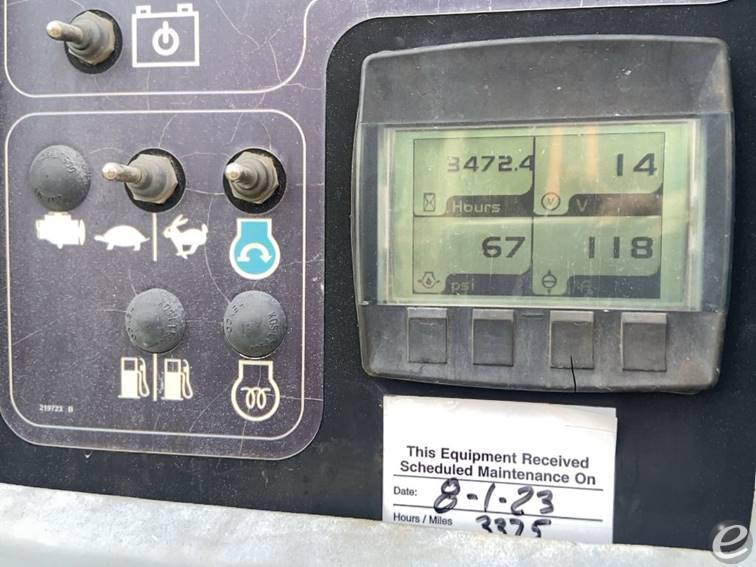 3472.4
14
Hours
V
67
118
psi
F
219723 B
This Equipment Received
Scheduled Maintenance On
Date: 8-1-23
Hours / Miles 3375
e